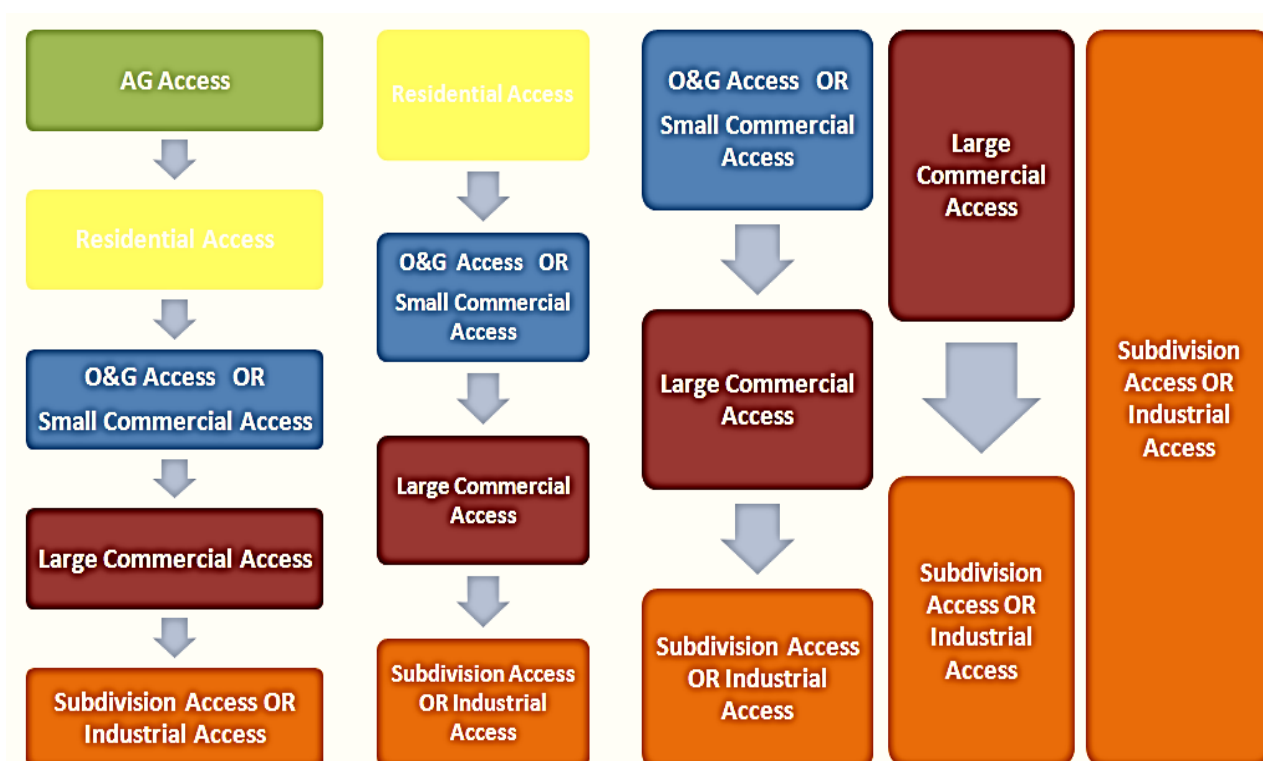 AG Access
Residential Access
O&G Access OR
Small Commercial Access
Large Commercial Access
Subdivision Access OR
Industrial Access
Residential Access
O&G Access OR
Small Commercial
Access
Large Commercial
Access
Subdivision Access
OR Industrial
Access
O&G Access OR
Small Commercial
Access
Large Commercial
Access
Subdivision Access
OR Industrial
Access
Large
Commercial
Access
Subdivision
Access OR
Industrial
Access
Subdivision
Access OR
Industrial
Access